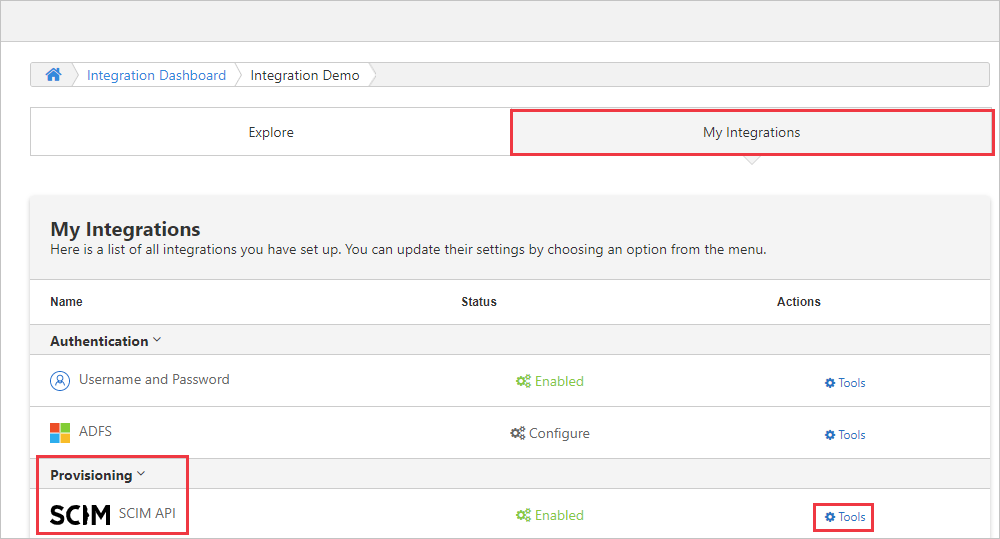 Integration Dashboard Integration Demo
Explore My Integrations
My Integrations
Here is a list of all integrations you have set up. You can update their settings by choosing an option from the menu.
Name Status Actions
Authentication
Username and Password Enabled Tools
ADFS Configure Tools
Provisioning
SCIM SCIM API Enabled Tools